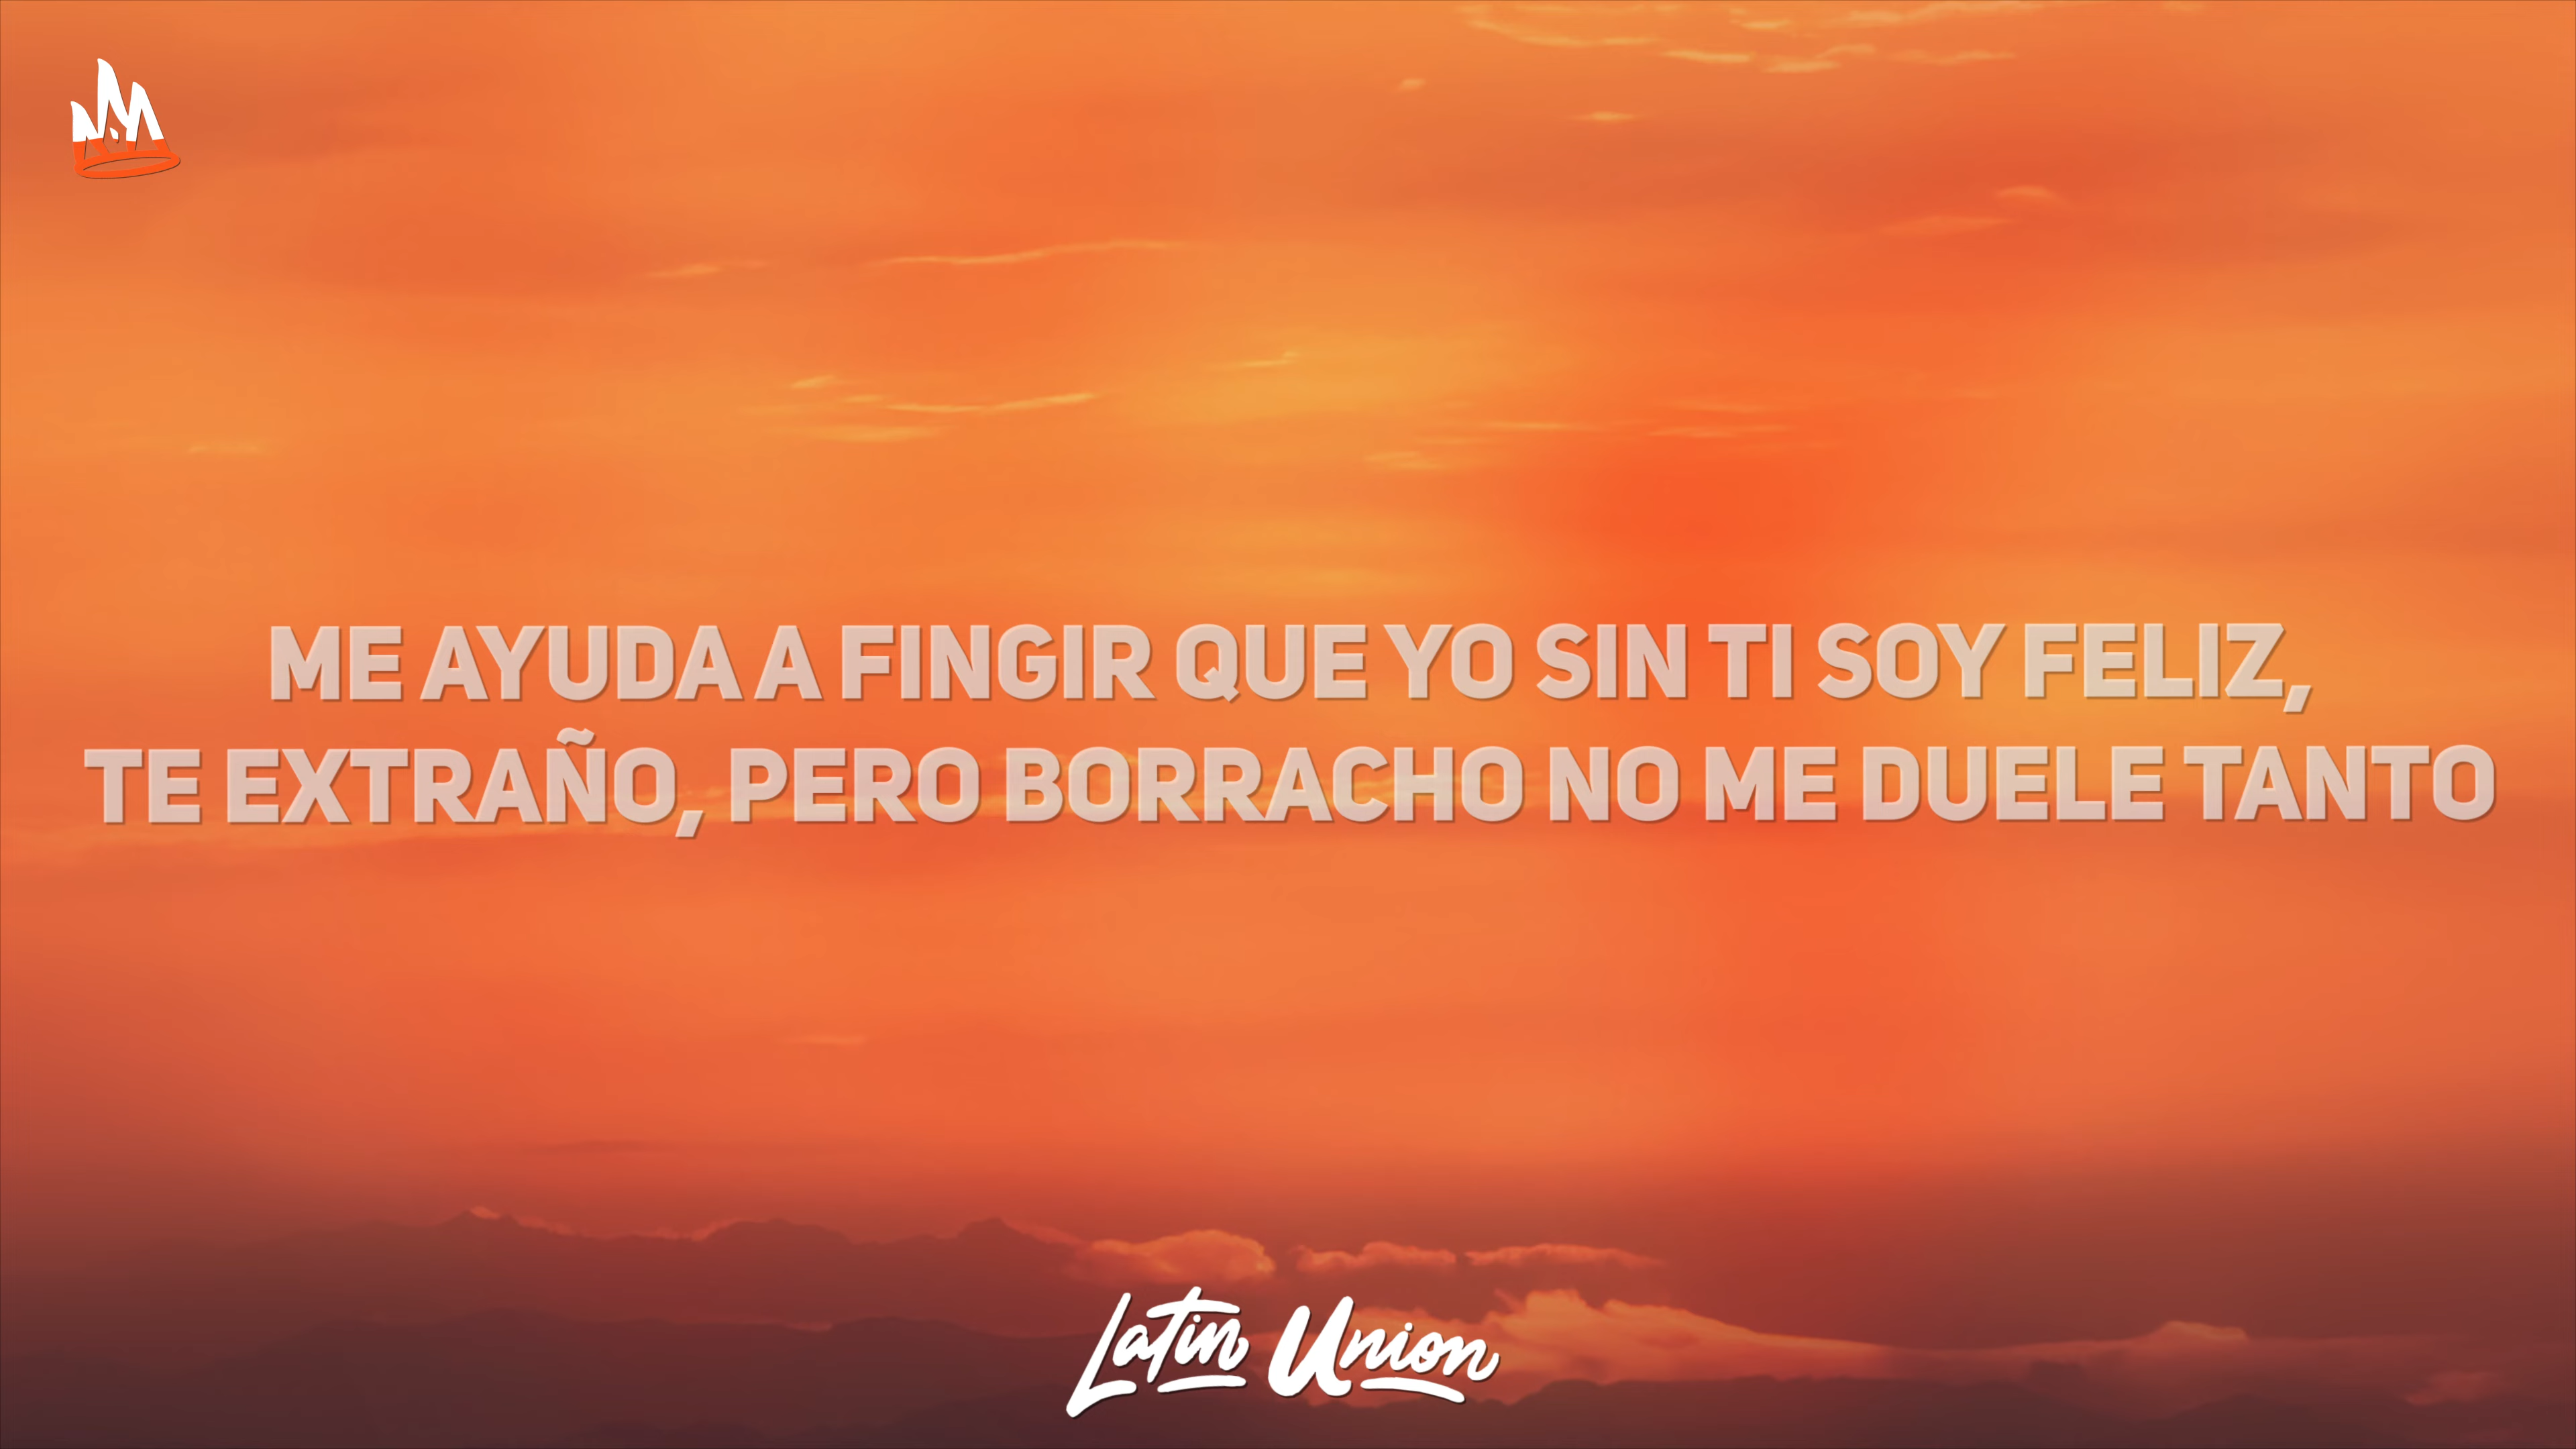 ME AYUDA A FINGIR QUE YO SIN TI SOY FELIZ,
TE EXTRAÑO, PERO BORRACHO NO ME DUELE TANTO
Latin Union